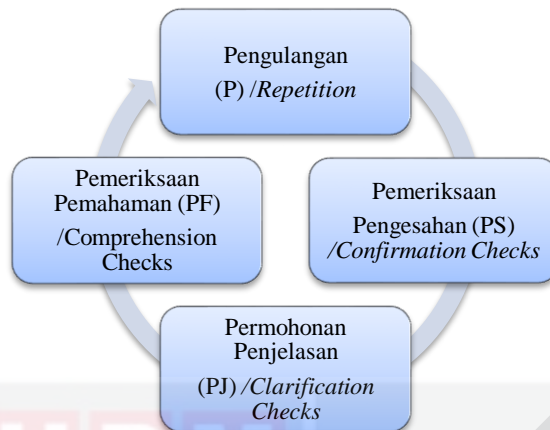 Pengulangan
(P) /Repetition
Pemeriksaan
Pengesahan (PS)
/Confirmation Checks
Permohonan
Penjelasan
(PJ) /Clarification
Checks
Pemeriksaan
Pemahaman (PF)
/Comprehension
Checks